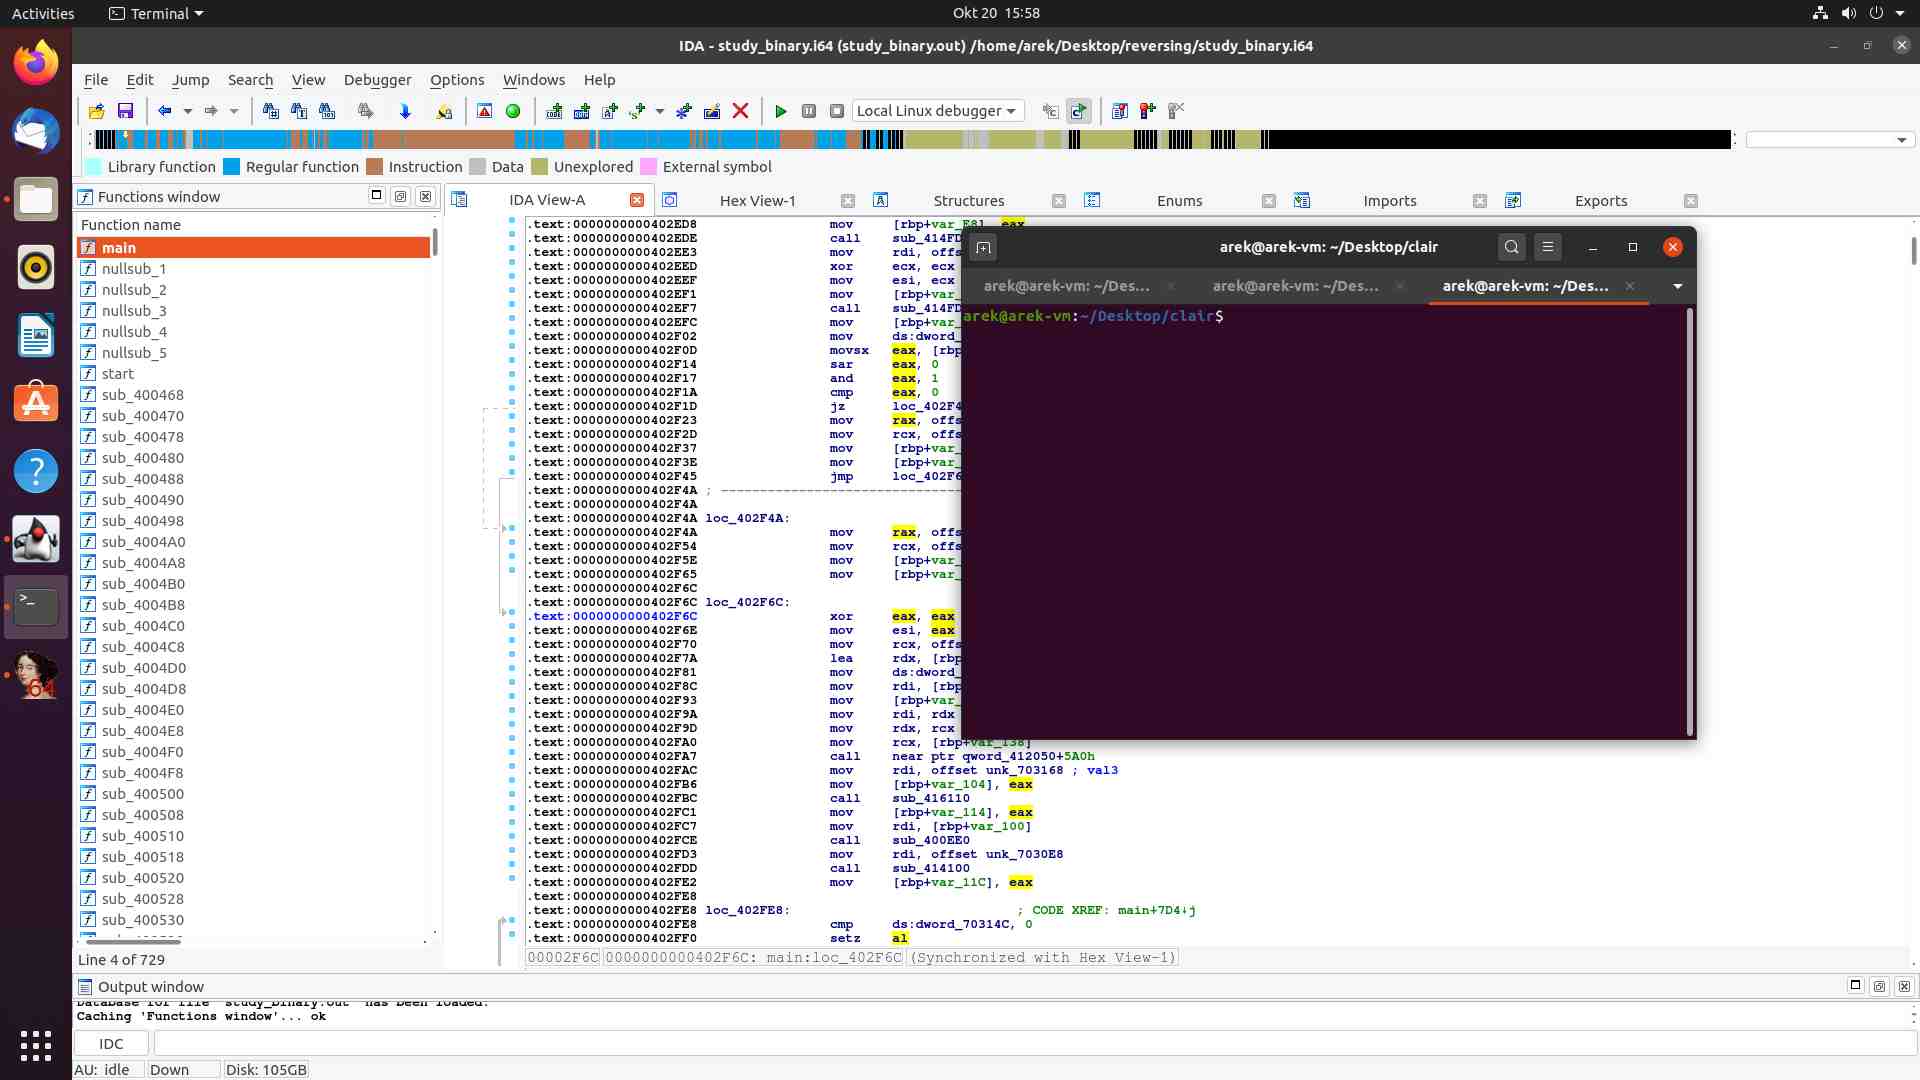 Activities
Terminal
Okt 20 15:58
IDA - study_binary.i64 (study_binary.out) /home/arek/Desktop/reversing/study_binary.i64
File Edit Jump Search View Debugger Options Windows Help
Local Linux debugger
Library function Regular function Instruction Data Unexplored External symbol
Functions window
Function name
main
nullsub_1
nullsub_2
nullsub_3
nullsub_4
nullsub_5
start
sub_400468
sub_400470
sub_400478
sub_400480
sub_400488
sub_400490
sub_400498
sub_4004A0
sub_4004A8
sub_4004B0
sub_4004B8
sub_4004C0
sub_4004C8
sub_4004D0
sub_4004D8
sub_4004E0
sub_4004E8
sub_4004F0
sub_4004F8
sub_400500
sub_400508
sub_400510
sub_400518
sub_400520
sub_400528
sub_400530
Line 4 of 729
IDA View-A Hex View-1 Structures Enums Imports Exports
.text:0000000000402ED8 mov [rbp+var_E8], eax
.text:0000000000402EDE call sub_414FD
.text:0000000000402EE3 mov rdi, offs
.text:0000000000402EED xor ecx, ecx
.text:0000000000402EEF mov esi, ecx
.text:0000000000402EF1 mov [rbp+var_
.text:0000000000402EF7 call sub_414FD
.text:0000000000402EFC mov [rbp+var_
.text:0000000000402F02 mov ds:dword_
.text:0000000000402F0D movsx eax, [rbp
.text:0000000000402F14 sar eax, 0
.text:0000000000402F17 and eax, 1
.text:0000000000402F1A cmp eax, 0
.text:0000000000402F1D jz loc_402F4
.text:0000000000402F23 mov rax, offs
.text:0000000000402F2D mov rcx, offs
.text:0000000000402F37 mov [rbp+var_
.text:0000000000402F3E mov [rbp+var_
.text:0000000000402F45 jmp loc_402F6
.text:0000000000402F4A ; -------------------------------
.text:0000000000402F4A
.text:0000000000402F4A loc_402F4A:
.text:0000000000402F4A mov rax, offs
.text:0000000000402F54 mov rcx, offs
.text:0000000000402F5E mov [rbp+var_
.text:0000000000402F65 mov [rbp+var_
.text:0000000000402F6C
.text:0000000000402F6C loc_402F6C:
.text:0000000000402F6C xor eax, eax
.text:0000000000402F6E mov esi, eax
.text:0000000000402F70 mov rcx, offs
.text:0000000000402F7A lea rdx, [rbp
.text:0000000000402F81 mov ds:dword_
.text:0000000000402F8C mov rdi, [rbp
.text:0000000000402F93 mov [rbp+var_
.text:0000000000402F9A mov rdi, rdx
.text:0000000000402F9D mov rdx, rcx
.text:0000000000402FA0 mov rcx, [rbp+var_138]
.text:0000000000402FA7 call near ptr qword_412050+5A0h
.text:0000000000402FAC mov rdi, offset unk_703168 ; val3
.text:0000000000402FB6 mov [rbp+var_104], eax
.text:0000000000402FBC call sub_416110
.text:0000000000402FC1 mov [rbp+var_114], eax
.text:0000000000402FC7 mov rdi, [rbp+var_100]
.text:0000000000402FCE call sub_400EE0
.text:0000000000402FD3 mov rdi, offset unk_7030E8
.text:0000000000402FDD call sub_414100
.text:0000000000402FE2 mov [rbp+var_11C], eax
.text:0000000000402FE8
.text:0000000000402FE8 loc_402FE8: ; CODE XREF: main+7D4↓j
.text:0000000000402FE8 cmp ds:dword_70314C, 0
.text:0000000000402FF0 setz al
00002F6C 0000000000402F6C: main:loc_402F6C (Synchronized with Hex View-1)
arek@arek-vm: ~/Desktop/clair
arek@arek-vm: ~/Des... arek@arek-vm: ~/Des... arek@arek-vm: ~/Des...
arek@arek-vm:~/Desktop/clair$
Output window
Database for file 'study_binary.out' has been loaded.
Caching 'Functions window'... ok
IDC
AU: idle Down Disk: 105GB
64